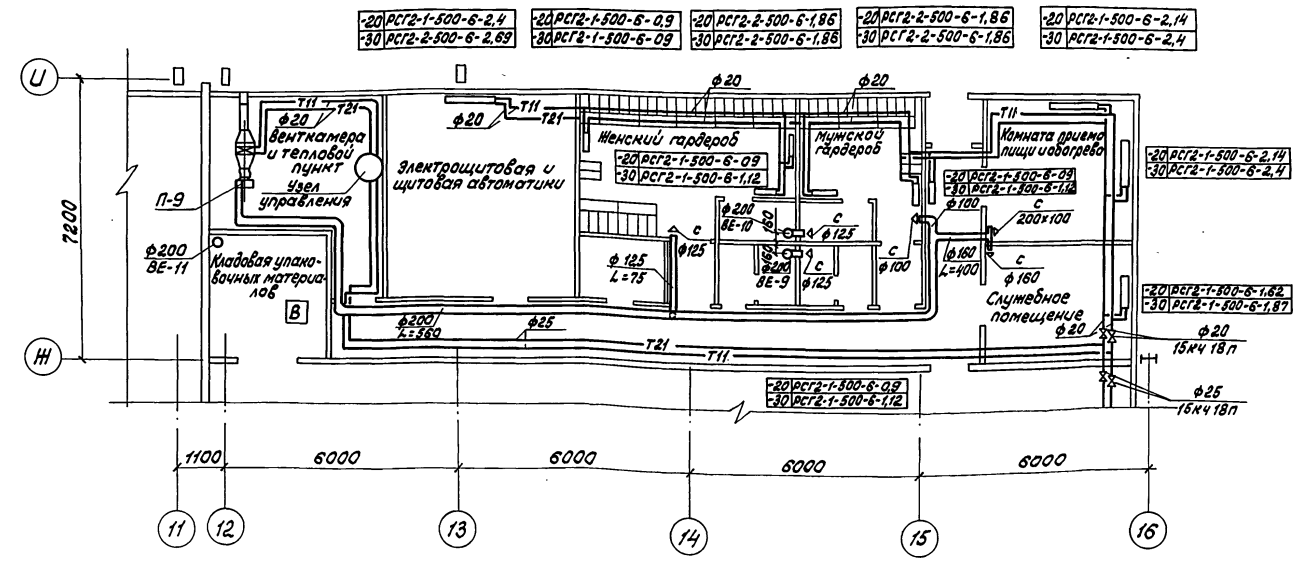 -20 РСГ2-1-500-6-2,4
-30 РСГ2-2-500-6-2,69
-20 РСГ2-1-500-6-0,9
-30 РСГ2-1-500-6-09
-20 РСГ2-2-500-6-1,86
-30 РСГ2-2-500-6-1,86
-20 РСГ2-2-500-6-1,86
-30 РСГ2-2-500-6-1,86
-20 РСГ2-1-500-6-2,14
-30 РСГ2-1-500-6-2,4
И
7200
Ж
Т11
Т21
ф20
Венткамера
и тепловой
пункт
Узел
управления
П-9
ф200
ВЕ-11
Кладовая упако-
вочных материа-
лов
В
Электрощитовая и
щитовая автоматики
ф20
Т11
Т21
ф20
ф20
Женский гардероб
-20 РСГ2-1-500-6-09
-30 РСГ2-1-500-6-1,12
Мужской
гардероб
Т11
Комната приема
пищи и обогрева
-20 РСГ2-1-500-6-09
-30 РСГ2-1-500-6-1,12
-20 РСГ2-1-500-6-2,14
-30 РСГ2-1-500-6-2,4
с
ф125
ф125
L=75
ф200
ВЕ-10
160
160
ф200
ВЕ-9
с
ф125
с
ф125
с
ф100
ф100
ф160
L=400
с
200х100
с
ф160
Служебное
помещение
-20 РСГ2-1-500-6-1,62
-30 РСГ2-1-500-6-1,87
ф200
L=560
ф25
Т21
Т11
ф20
ф20
15кч 18п
ф25
15кч 18п
-20 РСГ2-1-500-6-0,9
-30 РСГ2-1-500-6-1,12
1100
6000
6000
6000
6000
11
12
13
14
15
16